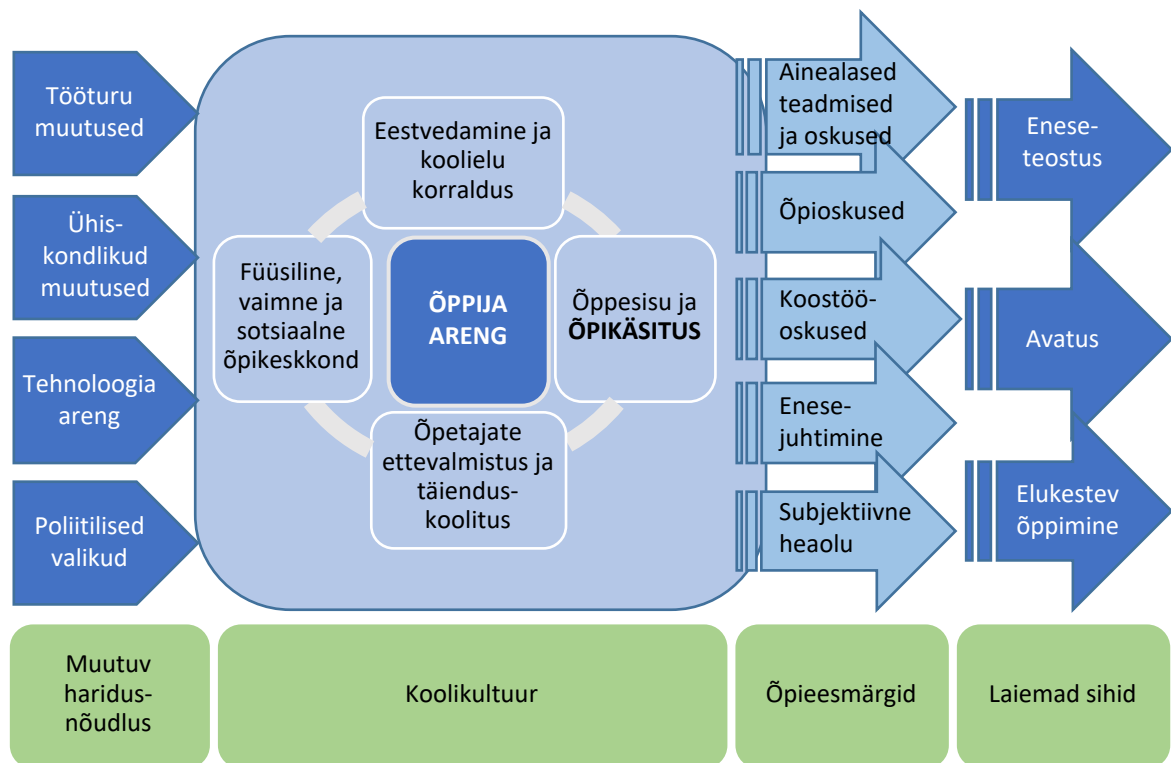 Tööturu
muutused
Ühis-
kondlikud
muutused
Tehnoloogia
areng
Poliitilised
valikud
Eestvedamine ja
koolielu
korraldus
Füüsiline,
vaimne ja
sotsiaalne
õpikeskkond
ÕPPIJA
ARENG
Õppesisu ja
ÕPIKÄSITUS
Õpetajate
ettevalmistus ja
täiendus-
koolitus
Ainealased
teadmised
ja oskused
Õpioskused
Koostöö-
oskused
Enese-
juhtimine
Subjektiivne
heaolu
Enese-
teostus
Avatus
Elukestev
õppimine
Muutuv
haridus-
nõudlus
Koolikultuur
Õpieesmärgid
Laiemad sihid